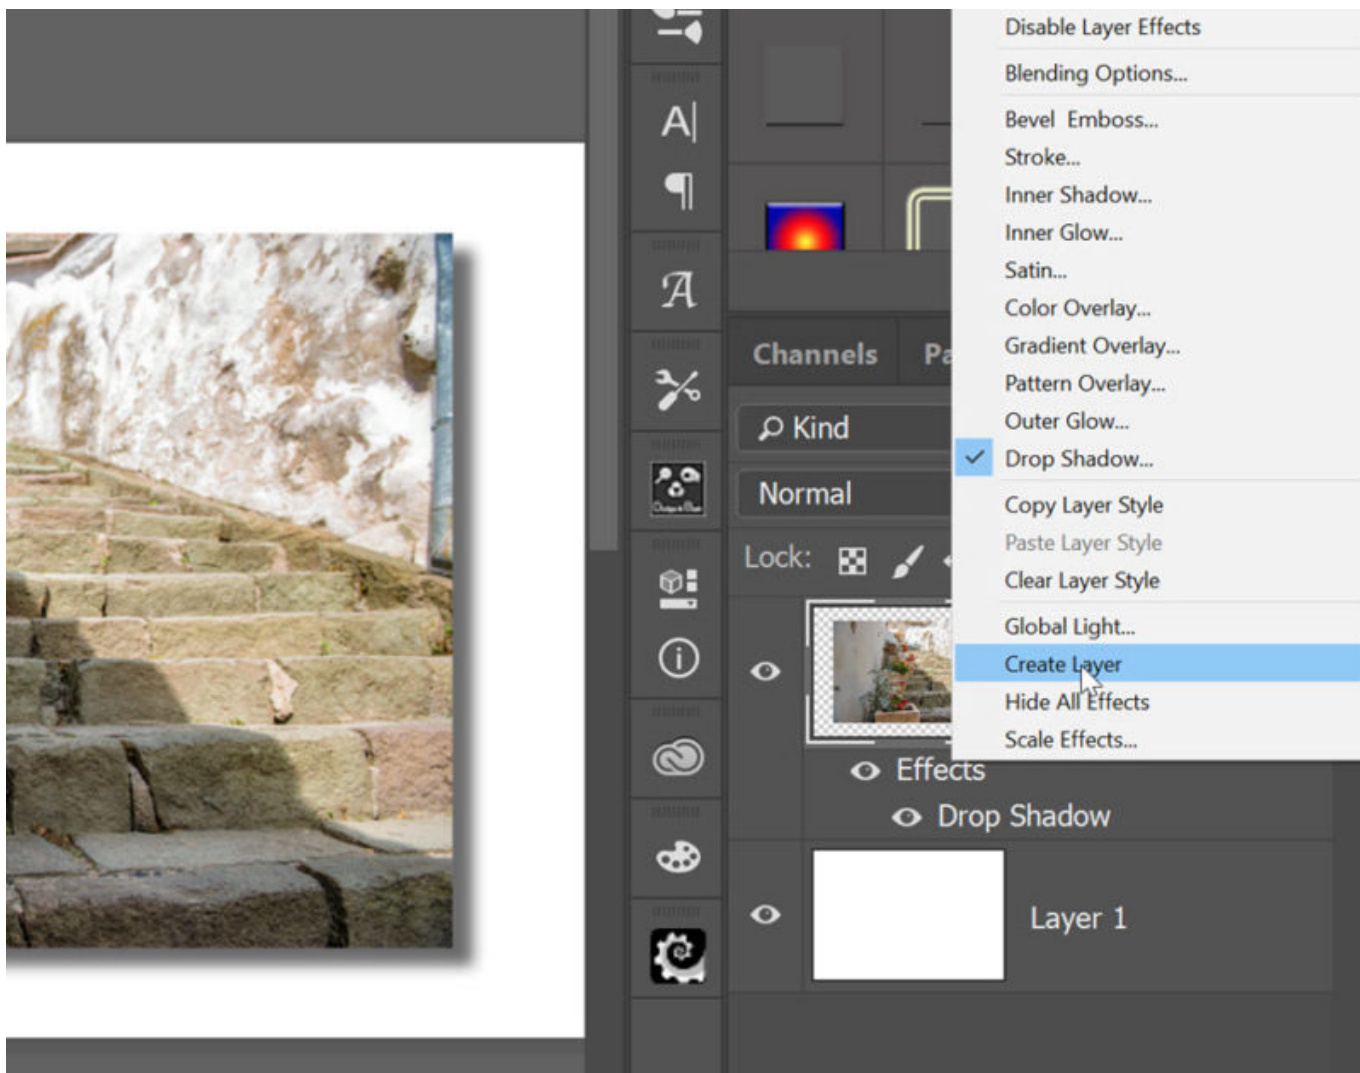 Disable Layer Effects
Blending Options...
Bevel  Emboss...
Stroke...
Inner Shadow...
Inner Glow...
Satin...
Color Overlay...
Gradient Overlay...
Pattern Overlay...
Outer Glow...
Drop Shadow...
Copy Layer Style
Paste Layer Style
Clear Layer Style
Global Light...
Create Layer
Hide All Effects
Scale Effects...
A
¶
A
Channels
Kind
Normal
Lock:
Effects
Drop Shadow
Layer 1